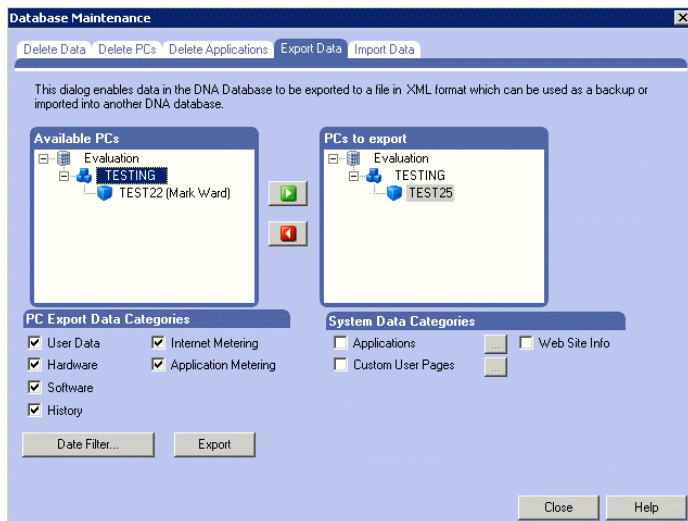 Database Maintenance
Delete Data
Delete PCs
Delete Applications
Export Data
Import Data
This dialog enables data in the DNA Database to be exported to a file in XML format which can be used as a backup or
imported into another DNA database.
Available PCs
Evaluation
TESTING
TEST22 (Mark Ward)
PCs to export
Evaluation
TESTING
TEST25
PC Export Data Categories
User Data
Internet Metering
Hardware
Application Metering
Software
History
System Data Categories
Applications
...
Web Site Info
Custom User Pages
...
Date Filter...
Export
Close
Help